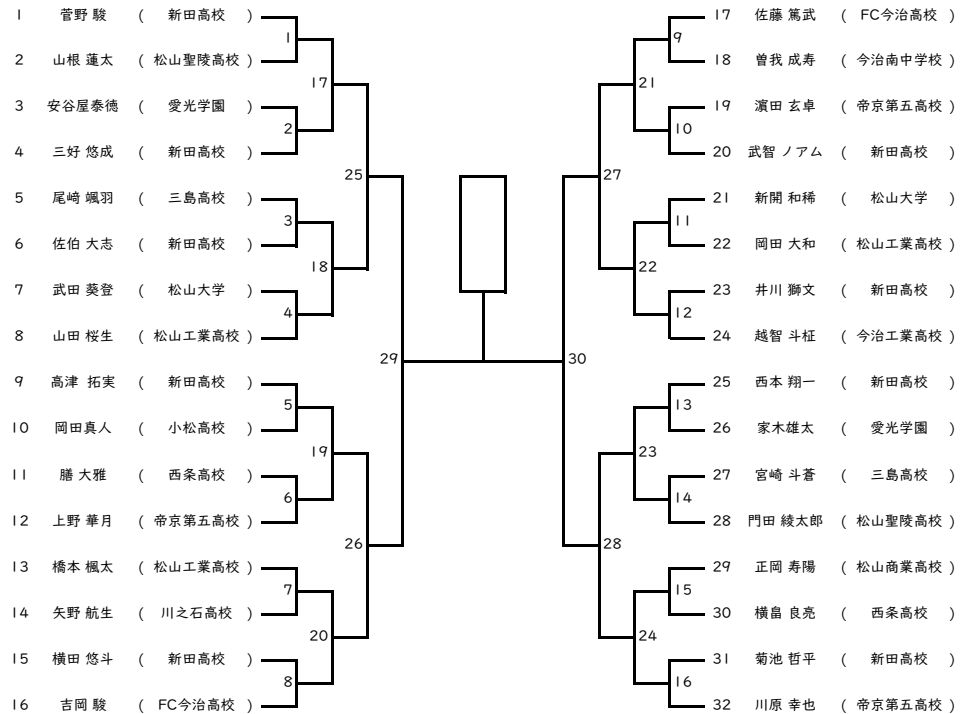 1 菅野 駿 ( 新田高校 )
2 山根 蓮太 ( 松山聖陵高校 )
3 安谷屋泰徳 ( 愛光学園 )
4 三好 悠成 ( 新田高校 )
5 尾﨑 颯羽 ( 三島高校 )
6 佐伯 大志 ( 新田高校 )
7 武田 葵登 ( 松山大学 )
8 山田 桜生 ( 松山工業高校 )
9 高津 拓実 ( 新田高校 )
10 岡田真人 ( 小松高校 )
11 膳 大雅 ( 西条高校 )
12 上野 華月 ( 帝京第五高校 )
13 橋本 楓太 ( 松山工業高校 )
14 矢野 航生 ( 川之石高校 )
15 横田 悠斗 ( 新田高校 )
16 吉岡 駿 ( FC今治高校 )
1
2
3
4
5
6
7
8
17
18
19
20
25
26
29
30
27
28
21
22
23
24
9
10
11
12
13
14
15
16
17 佐藤 篤武 ( FC今治高校 )
18 曽我 成寿 ( 今治南中学校 )
19 濵田 玄卓 ( 帝京第五高校 )
20 武智 ノアム ( 新田高校 )
21 新開 和稀 ( 松山大学 )
22 岡田 大和 ( 松山工業高校 )
23 井川 獅文 ( 新田高校 )
24 越智 斗柾 ( 今治工業高校 )
25 西本 翔一 ( 新田高校 )
26 家木雄太 ( 愛光学園 )
27 宮崎 斗蒼 ( 三島高校 )
28 門田 綾太郎 ( 松山聖陵高校 )
29 正岡 寿陽 ( 松山商業高校 )
30 横畠 良亮 ( 西条高校 )
31 菊池 哲平 ( 新田高校 )
32 川原 幸也 ( 帝京第五高校 )